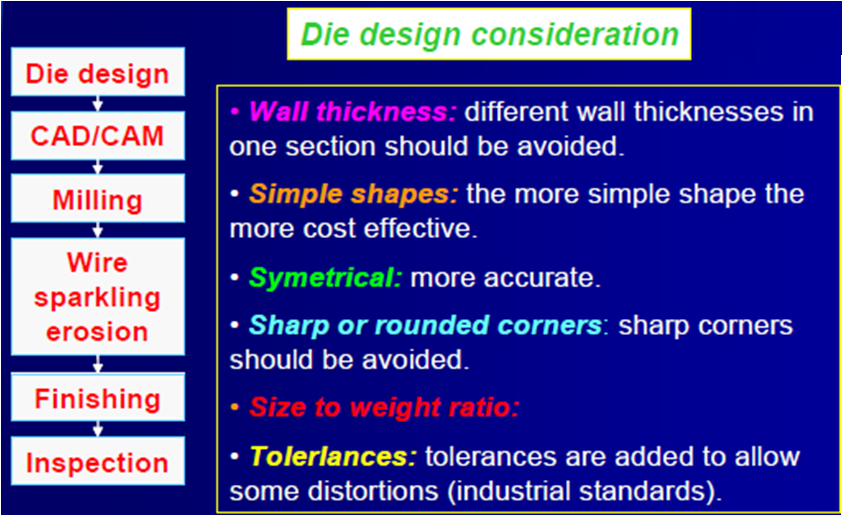 Die design consideration
Die design
CAD/CAM
Milling
Wire
sparkling
erosion
Finishing
Inspection
• Wall thickness: different wall thicknesses in
one section should be avoided.
• Simple shapes: the more simple shape the
more cost effective.
• Symetrical: more accurate.
• Sharp or rounded corners: sharp corners
should be avoided.
• Size to weight ratio:
• Tolerlances: tolerances are added to allow
some distortions (industrial standards).